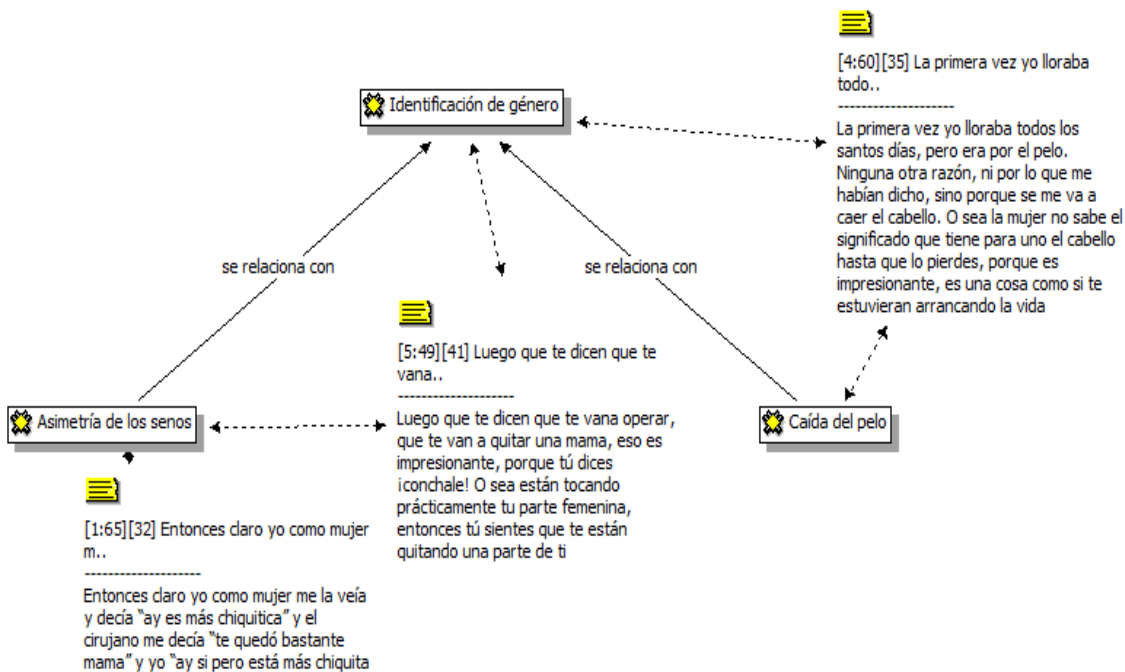 [4:60][35] La primera vez yo lloraba
todo..
--------------------
La primera vez yo lloraba todos los
santos días, pero era por el pelo.
Ninguna otra razón, ni por lo que me
habían dicho, sino porque se me va a
caer el cabello. O sea la mujer no sabe el
significado que tiene para uno el cabello
hasta que lo pierdes, porque es
impresionante, es una cosa como si te
estuvieran arrancando la vida
Identificación de género
se relaciona con
se relaciona con
[5:49][41] Luego que te dicen que te
vana..
--------------------
Luego que te dicen que te vana operar,
que te van a quitar una mama, eso es
impresionante, porque tú dices
¡conchale! O sea están tocando
prácticamente tu parte femenina,
entonces tú sientes que te están
quitando una parte de ti
Asimetría de los senos
Caída del pelo
[1:65][32] Entonces claro yo como mujer
m..
--------------------
Entonces claro yo como mujer me la veía
y decía "ay es más chiquitica" y el
cirujano me decía "te quedó bastante
mama" y yo "ay si pero está más chiquita